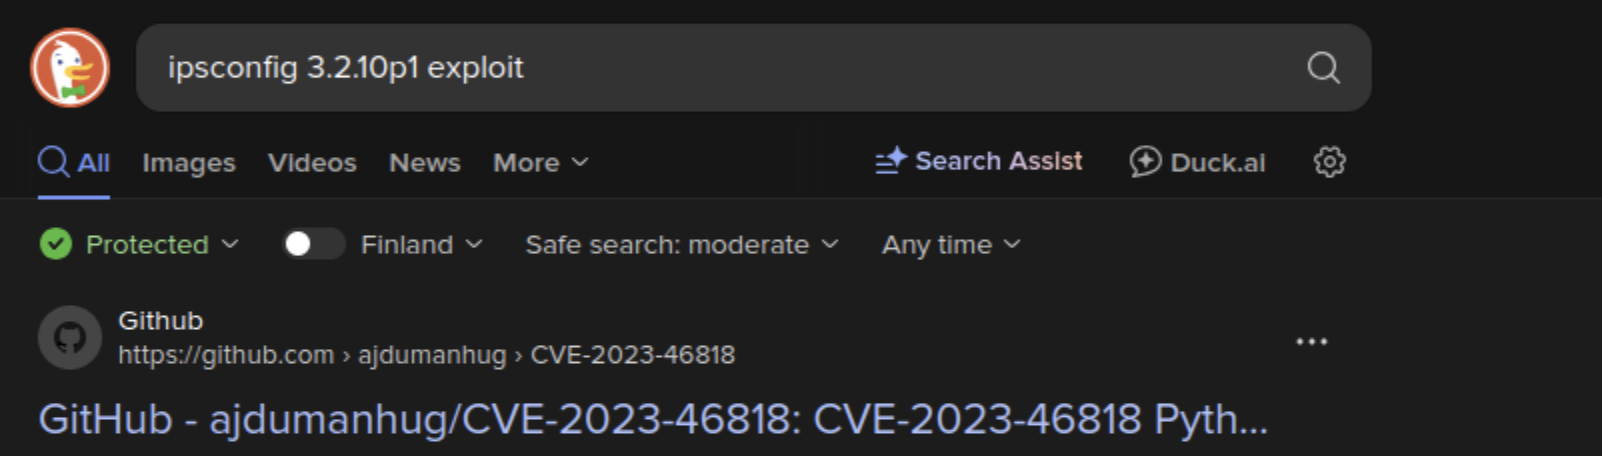 ipsconfig 3.2.10p1 exploit
All Images Videos News More Search Assist Duck.ai
Protected Finland Safe search: moderate Any time
Github
https://github.com › ajdumanhug › CVE-2023-46818
GitHub - ajdumanhug/CVE-2023-46818: CVE-2023-46818 Pyth...